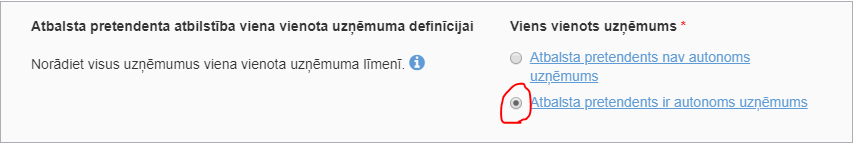 Atbalsta pretendenta atbilstība viena vienota uzņēmuma definīcijai
Norādiet visus uzņēmumus viena vienota uzņēmuma līmenī.
Viens vienots uzņēmums *
Atbalsta pretendents nav autonoms
uzņēmums
Atbalsta pretendents ir autonoms uzņēmums